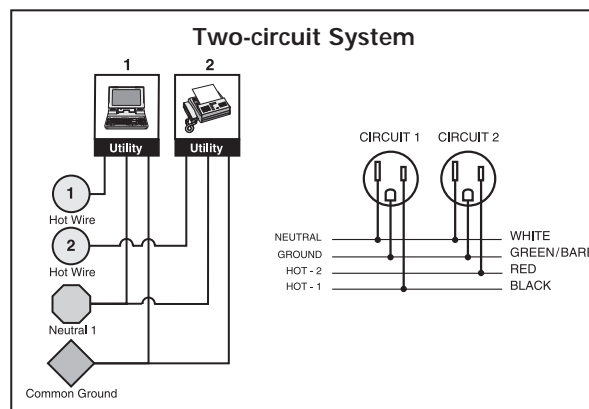 Two-circuit System
1 2
Utility Utility
1
Hot Wire
2
Hot Wire
Neutral 1
Common Ground
CIRCUIT 1 CIRCUIT 2
NEUTRAL WHITE
GROUND GREEN/BARE
HOT - 2 RED
HOT - 1 BLACK